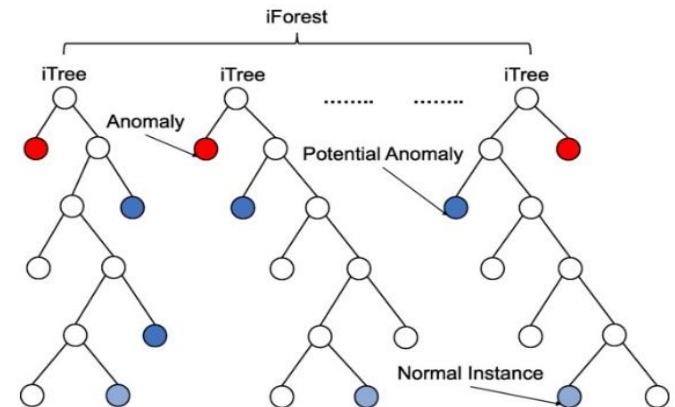 iForest
iTree
iTree
iTree
........ ........
Anomaly
Potential Anomaly
Normal Instance